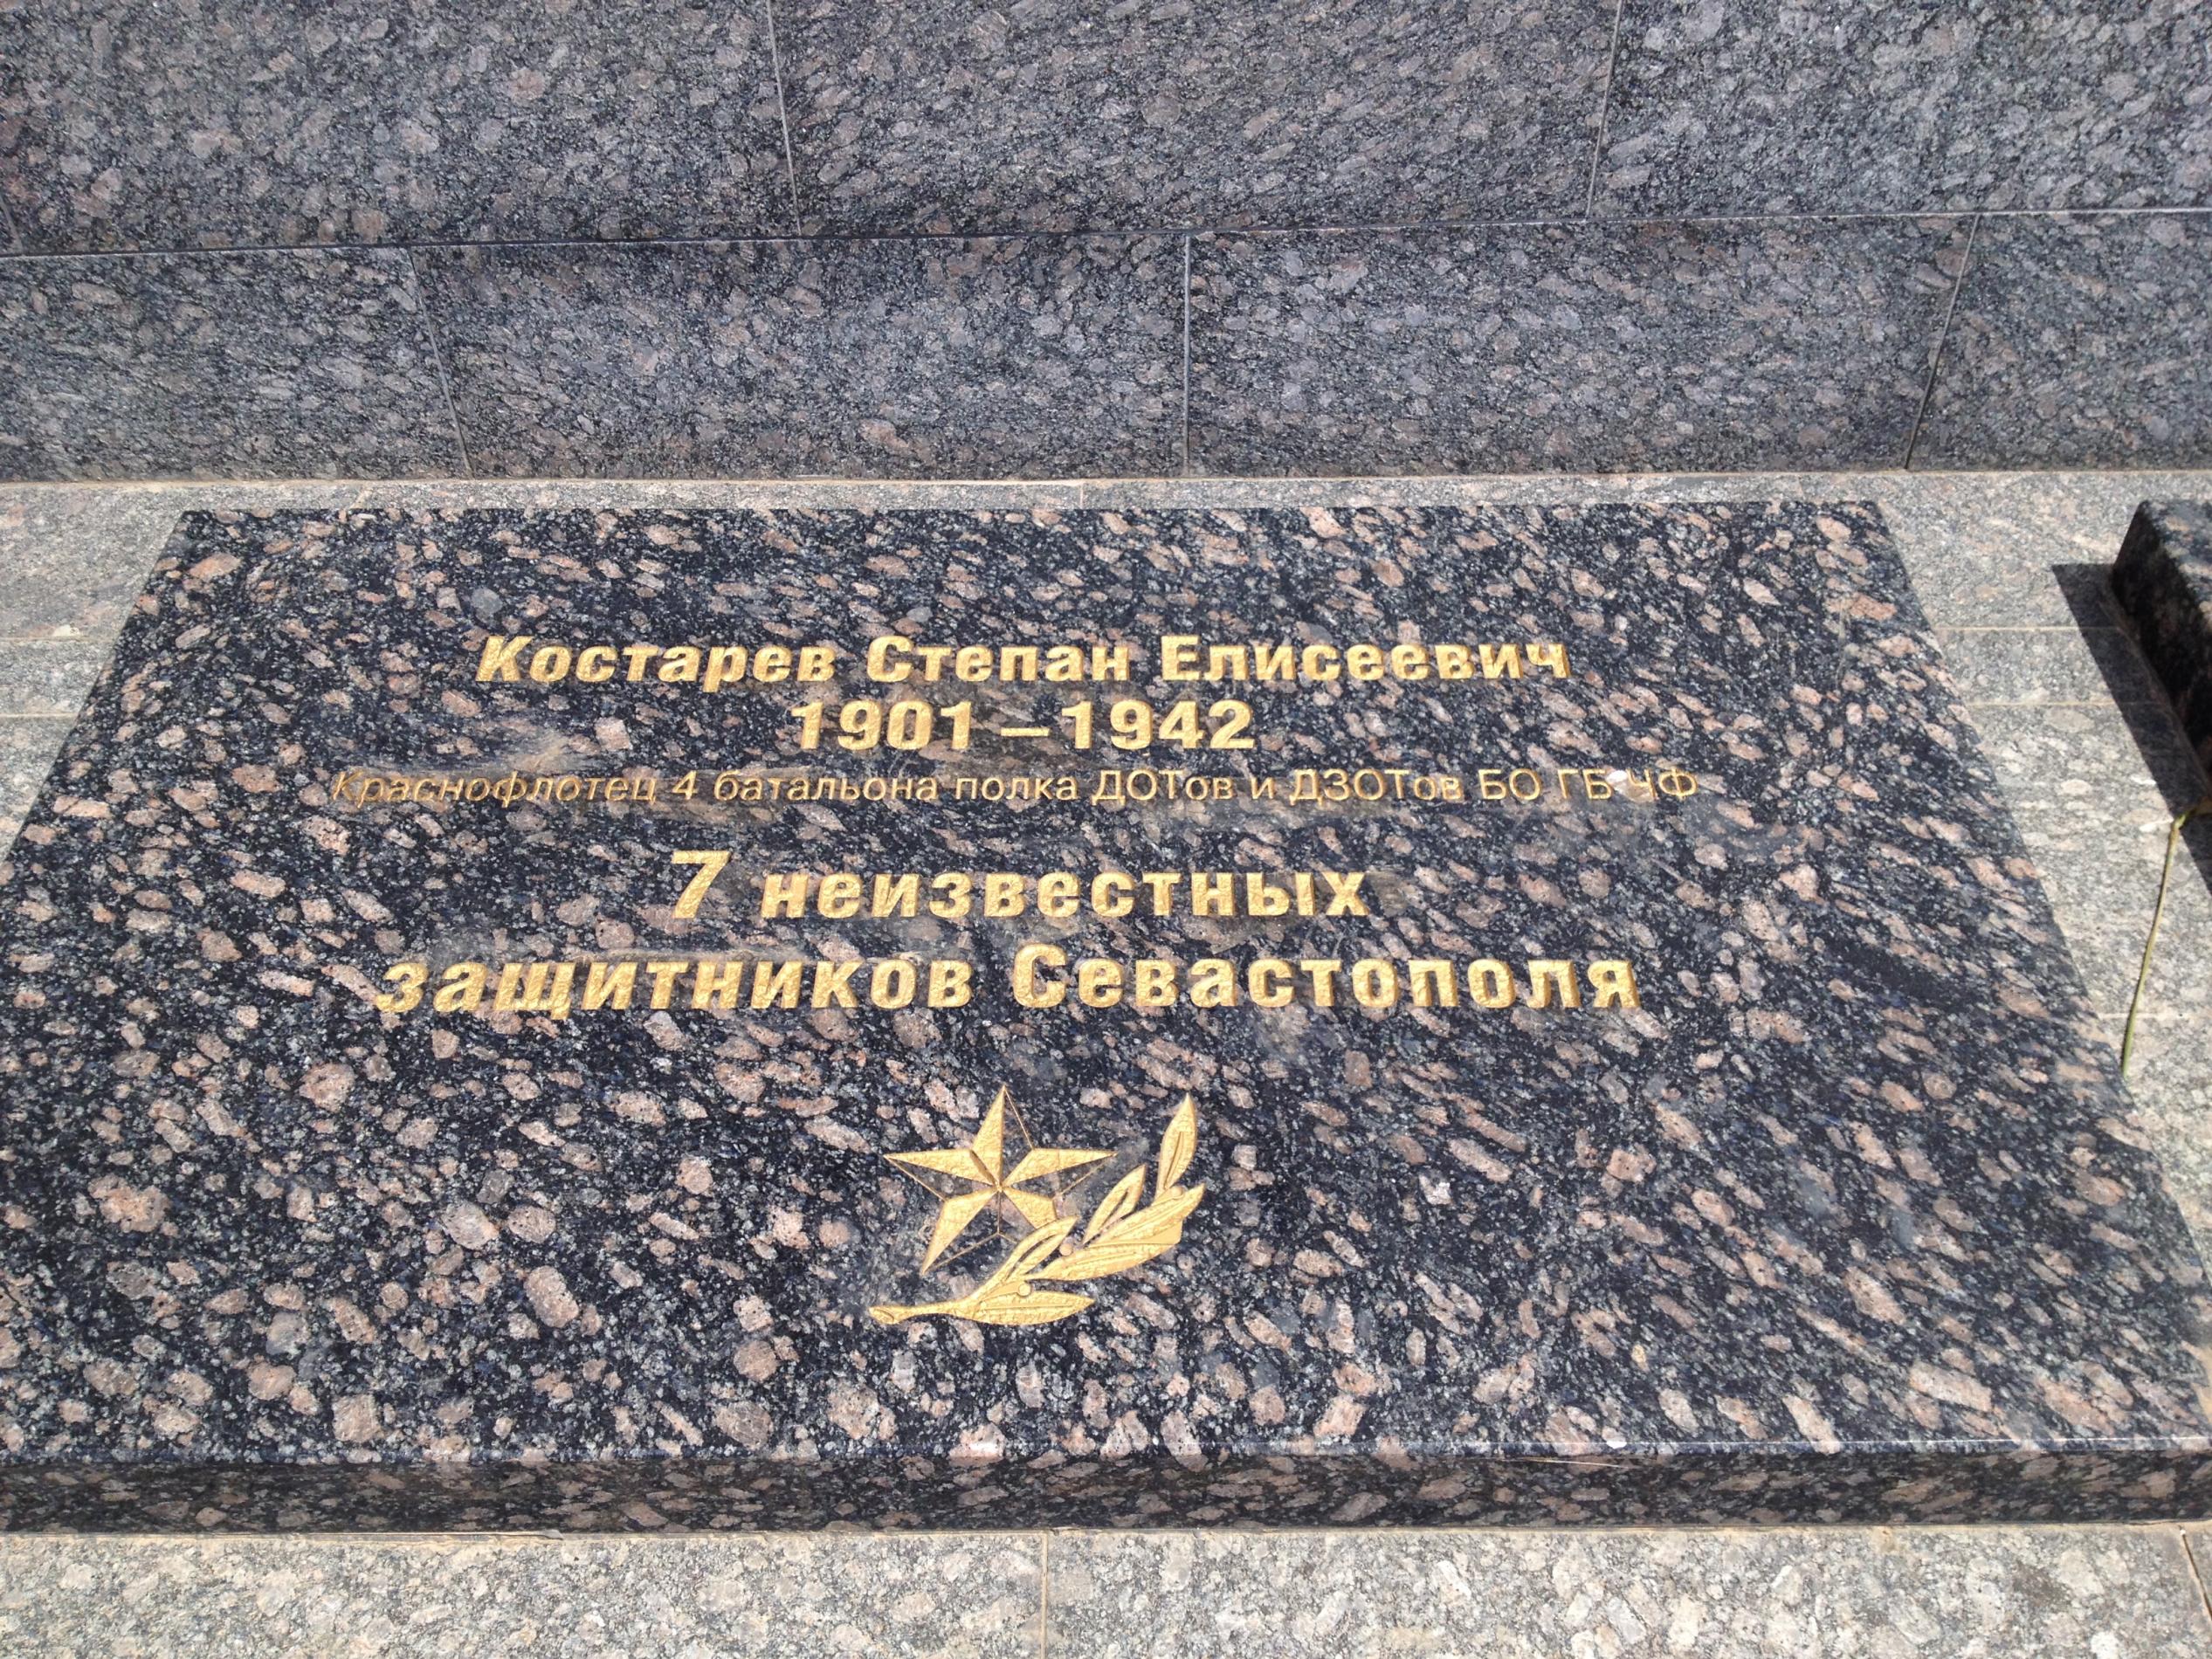 Костарев Степан Елисеевич
1901 – 1942
Краснофлотец 4 батальона полка ДОТов и ДЗОТов БО ГБ ЧФ
7 неизвестных
защитников Севастополя